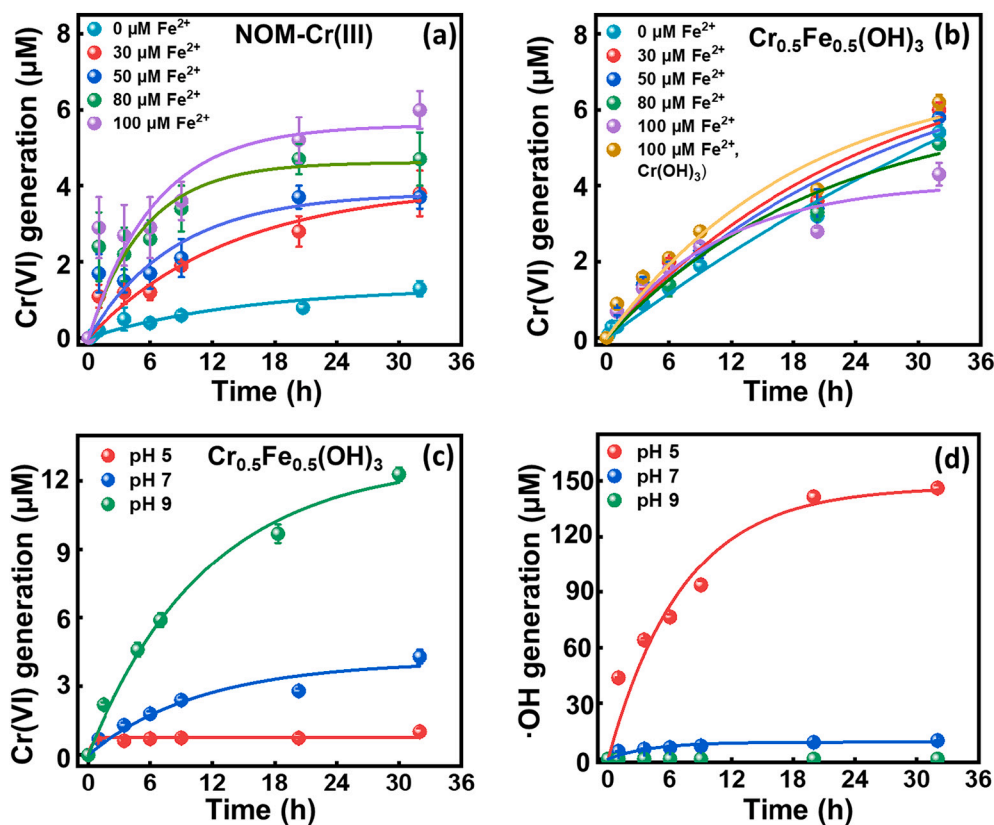 NOM-Cr(III) (a)
0 μM Fe²⁺
30 μM Fe²⁺
50 μM Fe²⁺
80 μM Fe²⁺
100 μM Fe²⁺
Cr(VI) generation (μM)
8
6
4
2
0
0 6 12 18 24 30 36
Time (h)
Cr₀.₅Fe₀.₅(OH)₃ (b)
0 μM Fe²⁺
30 μM Fe²⁺
50 μM Fe²⁺
80 μM Fe²⁺
100 μM Fe²⁺
100 μM Fe²⁺,
Cr(OH)₃)
Cr(VI) generation (μM)
8
6
4
2
0
0 6 12 18 24 30 36
Time (h)
Cr₀.₅Fe₀.₅(OH)₃ (c)
pH 5
pH 7
pH 9
Cr(VI) generation (μM)
12
9
6
3
0
0 6 12 18 24 30 36
Time (h)
(d)
pH 5
pH 7
pH 9
·OH generation (μM)
150
120
90
60
30
0
0 6 12 18 24 30 36
Time (h)